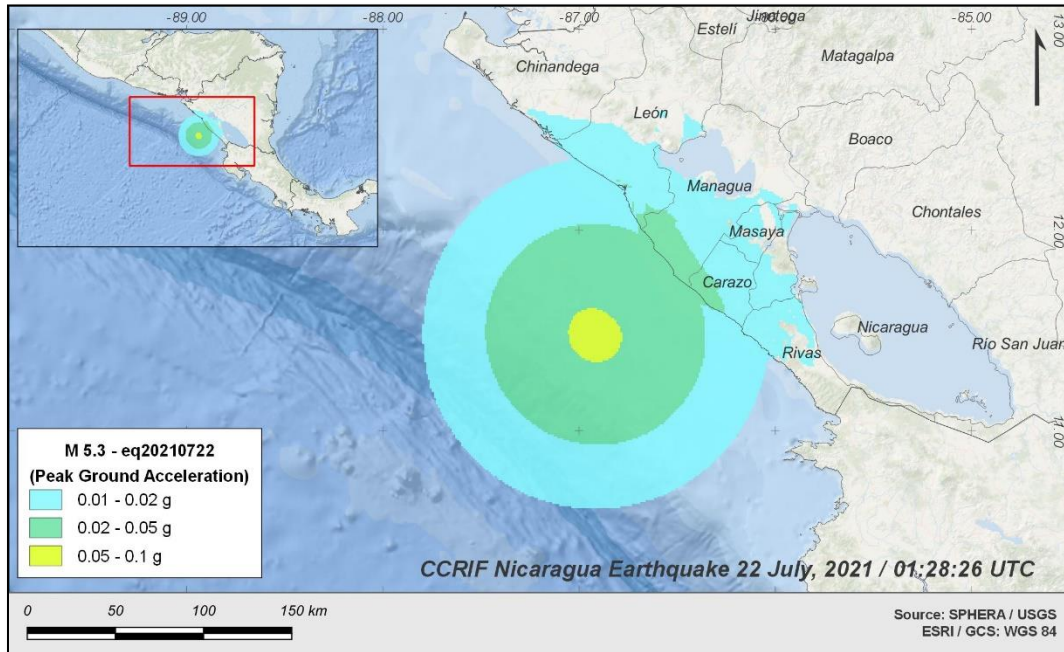 -89.00 -88.00 -87.00 -85.00
13.00
12.00
11.00
Jinotega
Estelí
Matagalpa
Chinandega
León
Boaco
Managua
Chontales
Masaya
Carazo
Nicaragua
Rio San Juan
Rivas
M 5.3 - eq20210722
(Peak Ground Acceleration)
0.01 - 0.02 g
0.02 - 0.05 g
0.05 - 0.1 g
CCRIF Nicaragua Earthquake 22 July, 2021 / 01:28:26 UTC
0 50 100 150 km
Source: SPHERA / USGS
ESRI / GCS: WGS 84